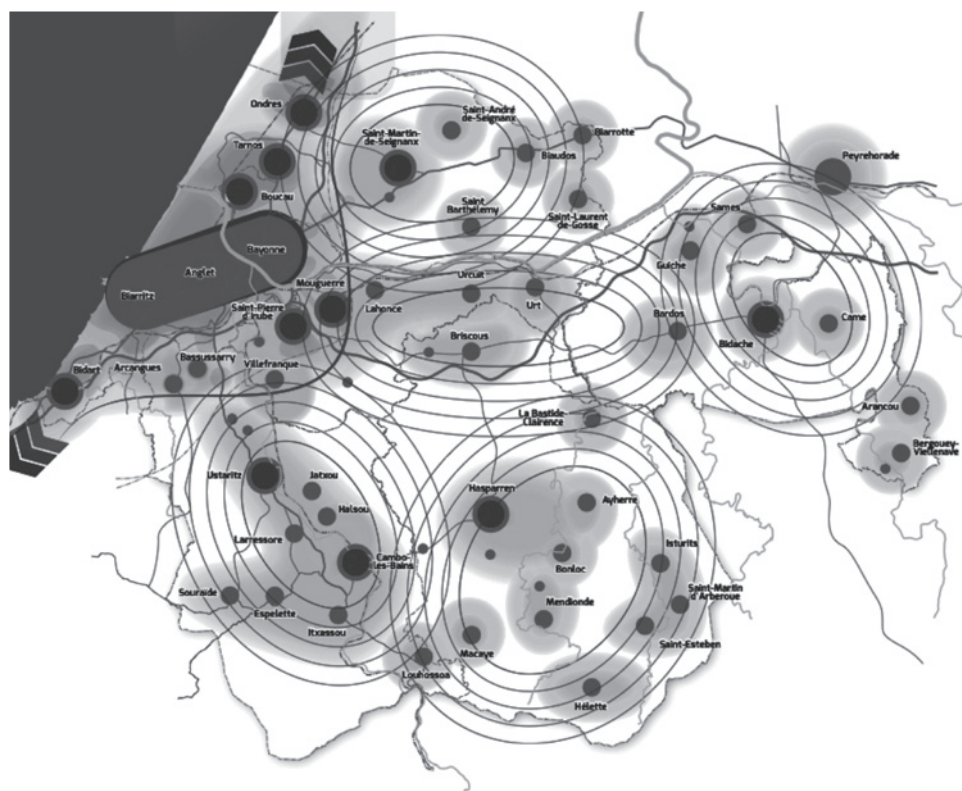 Ondres
Saint-André
de-Seignanx
Saint-Martin-
de-Seignanx
Biarrotte
Tarnos
Biaudos
Peyrehorade
Boucau
Saint
Barthélemy
Saint-Laurent
de-Gosse
Sames
Bayonne
Guiche
Anglet
Mouguerre
Urcuit
Biarritz
Lahonce
Urt
Saint-Pierre
d'Irube
Bardos
Came
Briscous
Bidache
Bassussarry
Arcangues
Villefranque
Bidart
La Bastide-
Clairence
Arancou
Bergouey-
Viellenave
Ustaritz
Jatxou
Hasparren
Ayherre
Halsou
Larressore
Isturits
Cambo
-les-Bains
Bonloc
Saint-Martin
d'Arberoue
Souraïde
Espelette
Mendionde
Itxassou
Saint-Esteben
Macaye
Louhossoa
Hélette